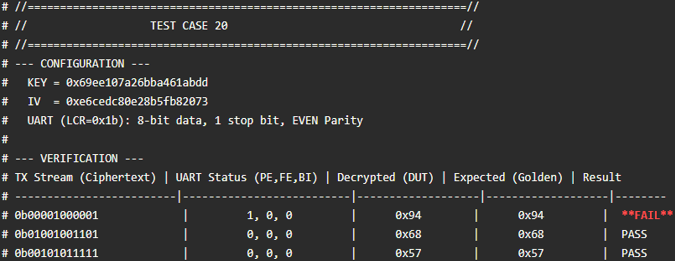 # //====================================================================//
# // TEST CASE 20 //
# //====================================================================//
# --- CONFIGURATION ---
# KEY = 0x69ee107a26bba461abdd
# IV = 0xe6cedc80e28b5fb82073
# UART (LCR=0x1b): 8-bit data, 1 stop bit, EVEN Parity
#
# --- VERIFICATION ---
# TX Stream (Ciphertext) | UART Status (PE,FE,BI) | Decrypted (DUT) | Expected (Golden) | Result
# -------------------------|--------------------------|-------------------|-------------------|-------
# 0b00001000001 | 1, 0, 0 | 0x94 | 0x94 | **FAIL**
# 0b01001001101 | 0, 0, 0 | 0x68 | 0x68 | PASS
# 0b00101011111 | 0, 0, 0 | 0x57 | 0x57 | PASS